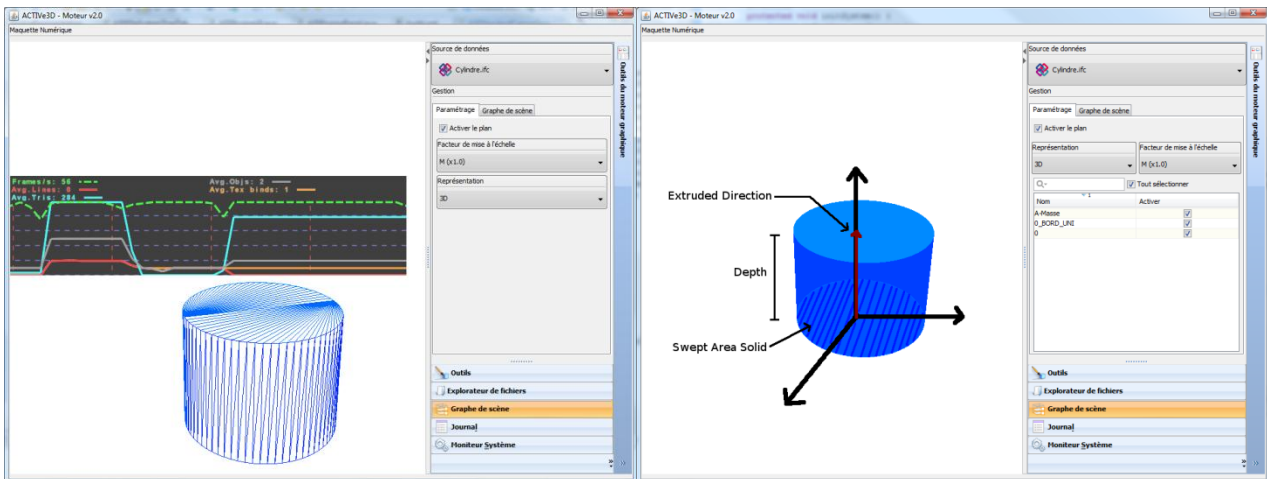 ACTIVe3D - Moteur v2.0
Maquette Numérique
Frames/s: 56
Avg.Lines: 0
Avg.Tris: 284
Avg.Objs: 2
Avg.Tex binds: 1
Source de données
Cylindre.ifc
Gestion
Paramétrage
Graphe de scène
Activer le plan
Facteur de mise à l'échelle
M (x1.0)
Représentation
3D
Outils
Explorateur de fichiers
Graphe de scène
Journal
Moniteur Système
Outils du moteur graphique
ACTIVe3D - Moteur v2.0
Maquette Numérique
Extruded Direction
Depth
Swept Area Solid
Source de données
Cylindre.ifc
Gestion
Paramétrage
Graphe de scène
Activer le plan
Représentation
Facteur de mise à l'échelle
3D
M (x1.0)
Tout sélectionner
Nom
Activer
A-Masse
0_BORD_UNI
0
Outils
Explorateur de fichiers
Graphe de scène
Journal
Moniteur Système
Outils du moteur graphique